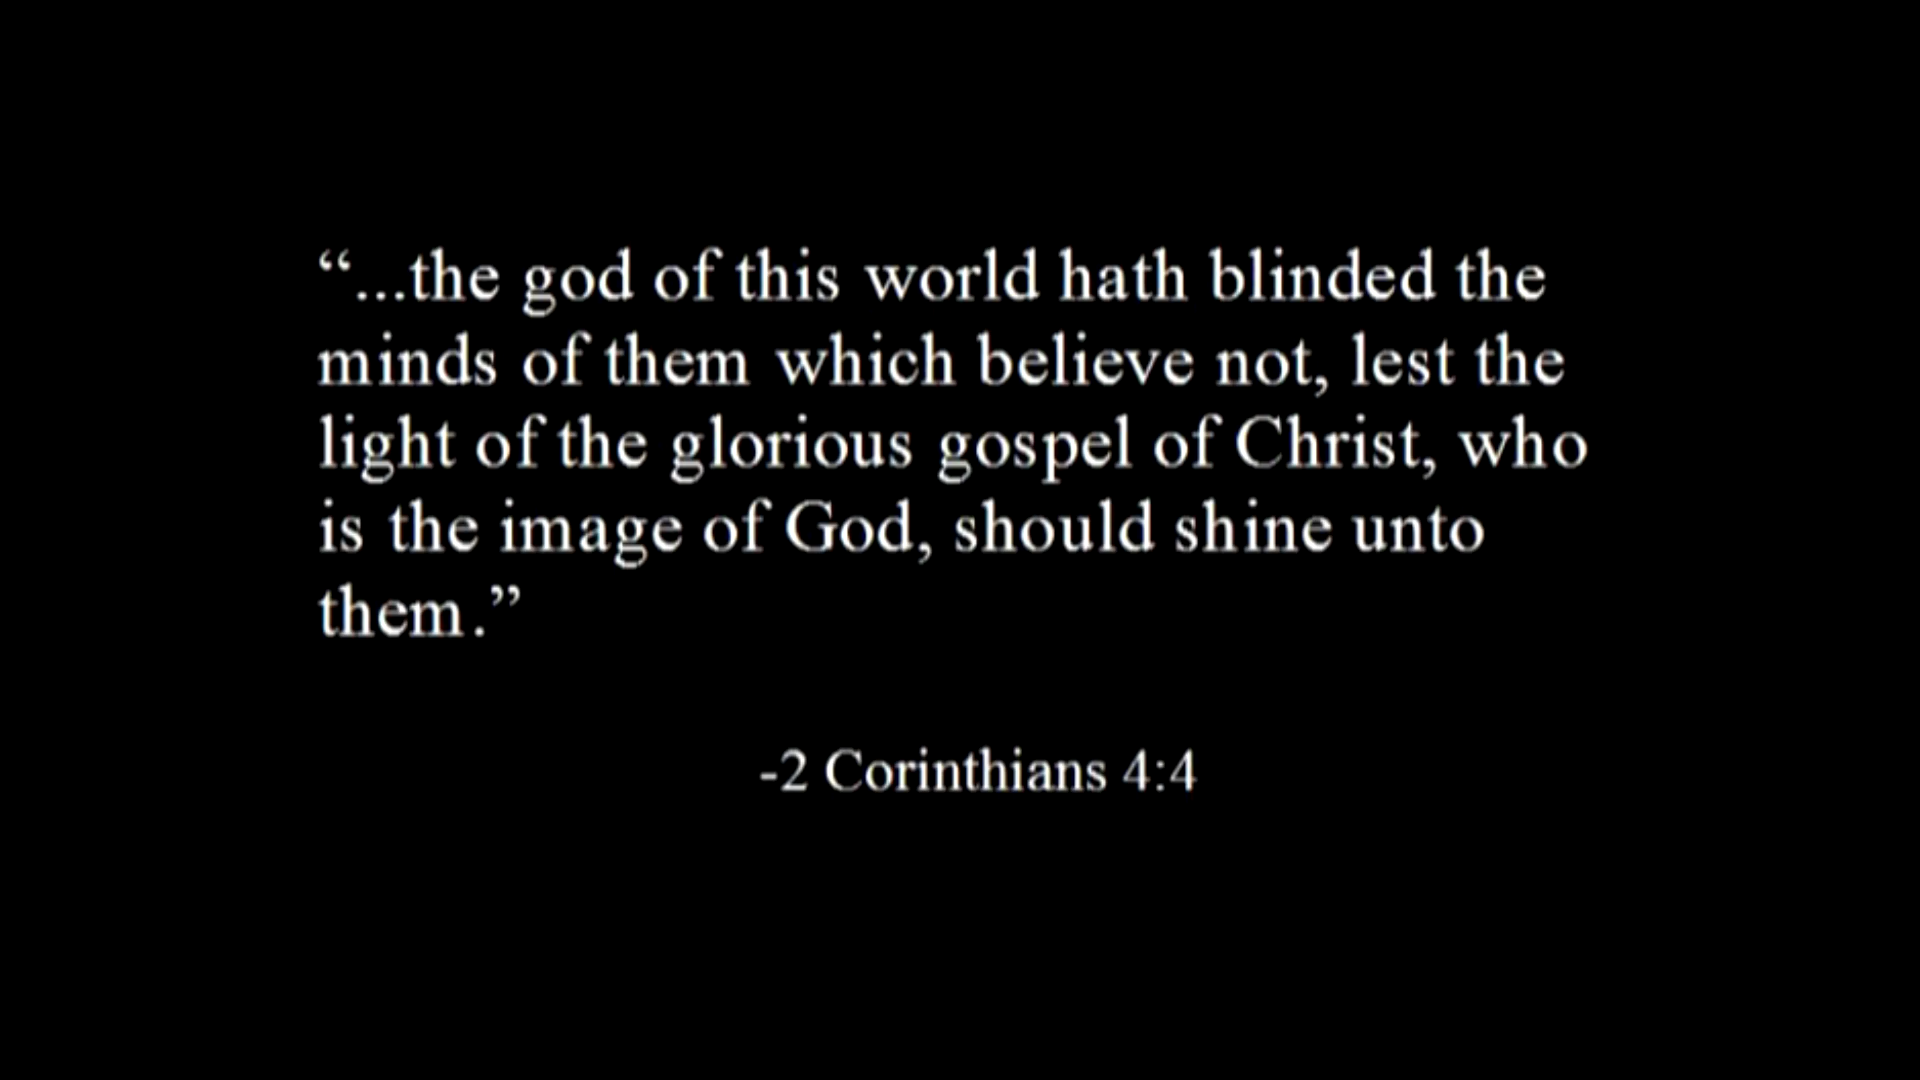 “...the god of this world hath blinded the
minds of them which believe not, lest the
light of the glorious gospel of Christ, who
is the image of God, should shine unto
them.”
-2 Corinthians 4:4